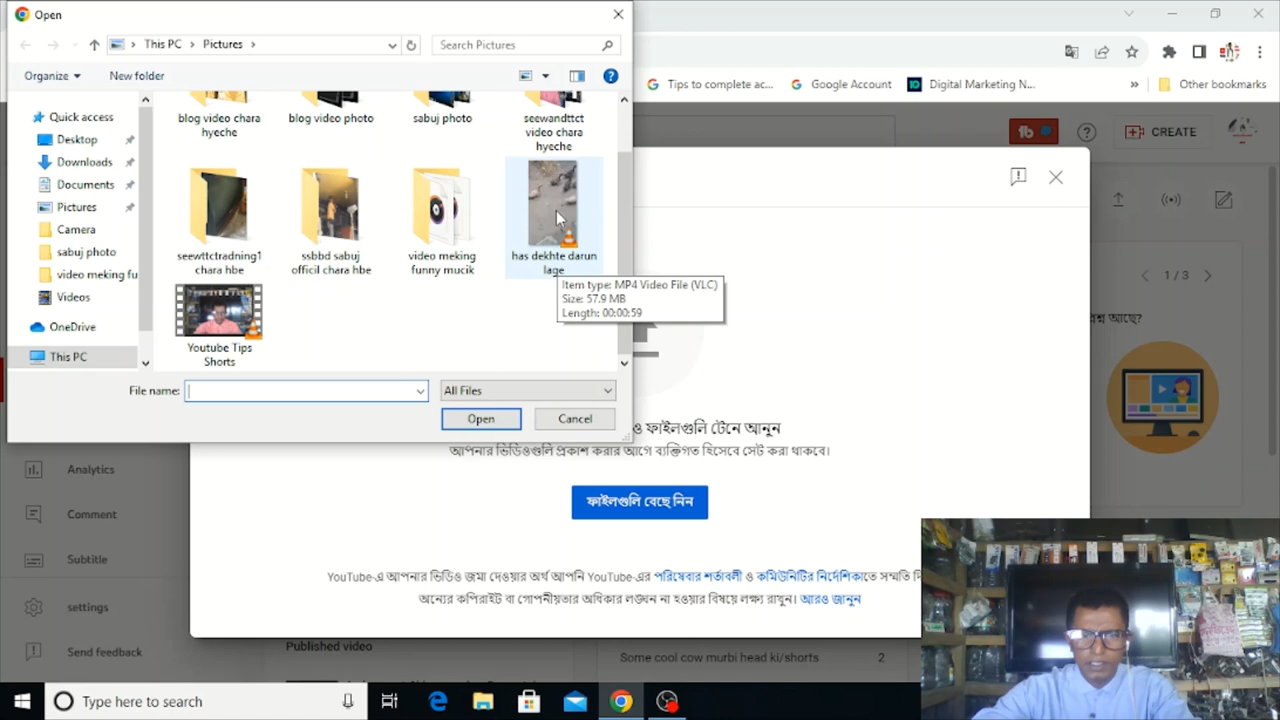 Open
This PC
Pictures
Search Pictures
Organize
New folder
Tips to complete ac...
Google Account
Digital Marketing N...
»
Other bookmarks
Quick access
Desktop
Downloads
Documents
Pictures
Camera
sabuj photo
video meking fu
Videos
OneDrive
This PC
blog video chara
hyeche
blog video photo
sabuj photo
seewandttct
video chara
hyeche
seewttctradning1
chara hbe
ssbbd sabuj
officil chara hbe
video meking
funny mucik
has dekhte darun
lage
Item type: MP4 Video File (VLC)
Size: 57.9 MB
Length: 00:00:59
Youtube Tips
Shorts
File name:
All Files
Open
Cancel
CREATE
1 / 3
প্রশ্ন আছে?
ও ফাইলগুলি টেনে আনুন
আপনার ভিডিওগুলি প্রকাশ করার আগে ব্যক্তিগত হিসেবে সেট করা থাকবে।
ফাইলগুলি বেছে নিন
YouTube-এ আপনার ভিডিও জমা দেওয়ার অর্থ আপনি YouTube-এর পরিষেবার শর্তাবলী ও কমিউনিটির নির্দেশিকাতে সম্মতি
অন্যের কপিরাইট বা গোপনীয়তার অধিকার লঙ্ঘন না হওয়ার বিষয়ে লক্ষ্য রাখুন। আরও জানুন
Analytics
Comment
Subtitle
settings
Send feedback
Published video
Some cool cow murbi head ki/shorts 2
Type here to search